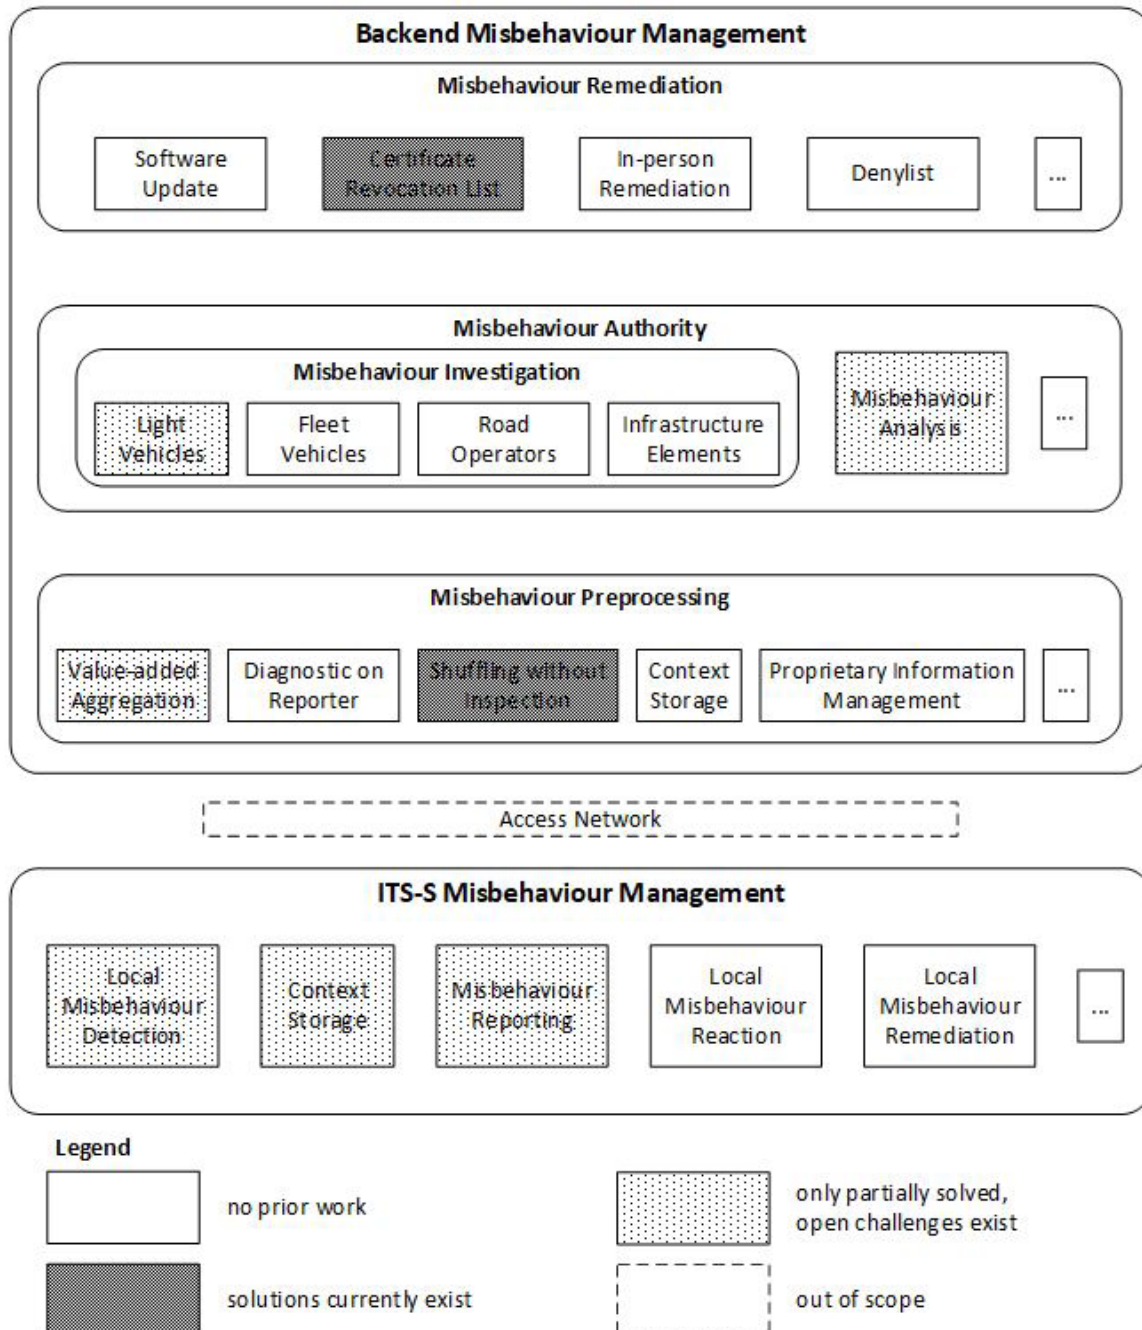 Backend Misbehaviour Management
Misbehaviour Remediation
Software
Update
Certificate
Revocation List
In-person
Remediation
Denylist
...
Misbehaviour Authority
Misbehaviour Investigation
Light
Vehicles
Fleet
Vehicles
Road
Operators
Infrastructure
Elements
Misbehaviour
Analysis
...
Misbehaviour Preprocessing
Value-added
Aggregation
Diagnostic on
Reporter
Shuffling without
Inspection
Context
Storage
Proprietary Information
Management
...
Access Network
ITS-S Misbehaviour Management
Local
Misbehaviour
Detection
Context
Storage
Misbehaviour
Reporting
Local
Misbehaviour
Reaction
Local
Misbehaviour
Remediation
...
Legend
no prior work
only partially solved,
open challenges exist
solutions currently exist
out of scope